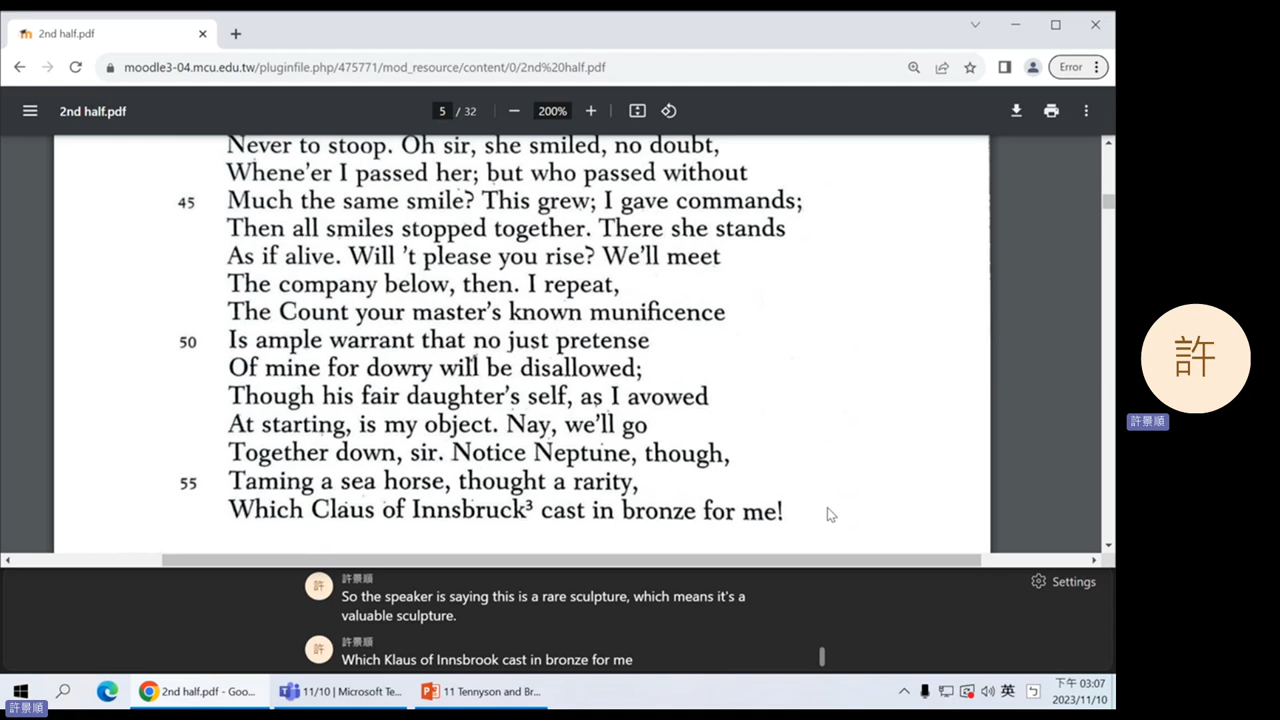 2nd half.pdf
moodle3-04.mcu.edu.tw/pluginfile.php/475771/mod_resource/content/0/2nd%20half.pdf
Error
2nd half.pdf
5 / 32
200%
Never to stoop. Oh sir, she smiled, no doubt,
Whene'er I passed her; but who passed without
45 Much the same smile? This grew; I gave commands;
Then all smiles stopped together. There she stands
As if alive. Will 't please you rise? We'll meet
The company below, then. I repeat,
The Count your master's known munificence
50 Is ample warrant that no just pretense
Of mine for dowry will be disallowed;
Though his fair daughter's self, as I avowed
At starting, is my object. Nay, we'll go
Together down, sir. Notice Neptune, though,
55 Taming a sea horse, thought a rarity,
Which Claus of Innsbruck³ cast in bronze for me!
許
許景順
許
許景順
So the speaker is saying this is a rare sculpture, which means it's a
valuable sculpture.
Settings
許
許景順
Which Klaus of Innsbrook cast in bronze for me
2nd half.pdf - Goo...
11/10 | Microsoft Te...
11 Tennyson and Br...
英
ㄅ
下午 03:07
2023/11/10
許景順